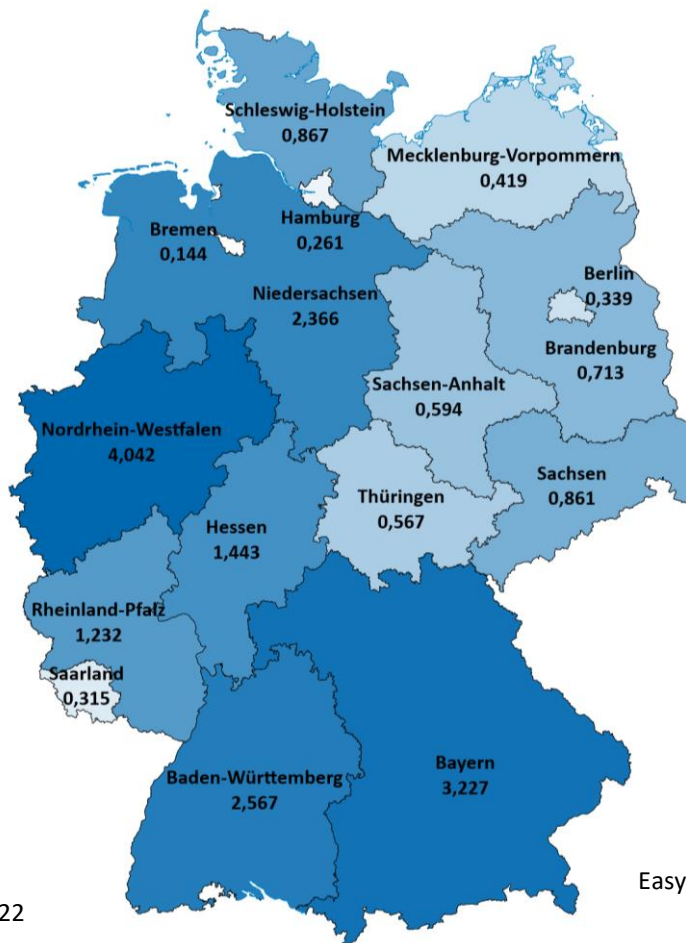 Schleswig-Holstein
0,867
Mecklenburg-Vorpommern
0,419
Hamburg
0,261
Bremen
0,144
Berlin
0,339
Niedersachsen
2,366
Brandenburg
0,713
Sachsen-Anhalt
0,594
Nordrhein-Westfalen
4,042
Sachsen
0,861
Thüringen
0,567
Hessen
1,443
Rheinland-Pfalz
1,232
Saarland
0,315
Baden-Württemberg
2,567
Bayern
3,227
Easy
22